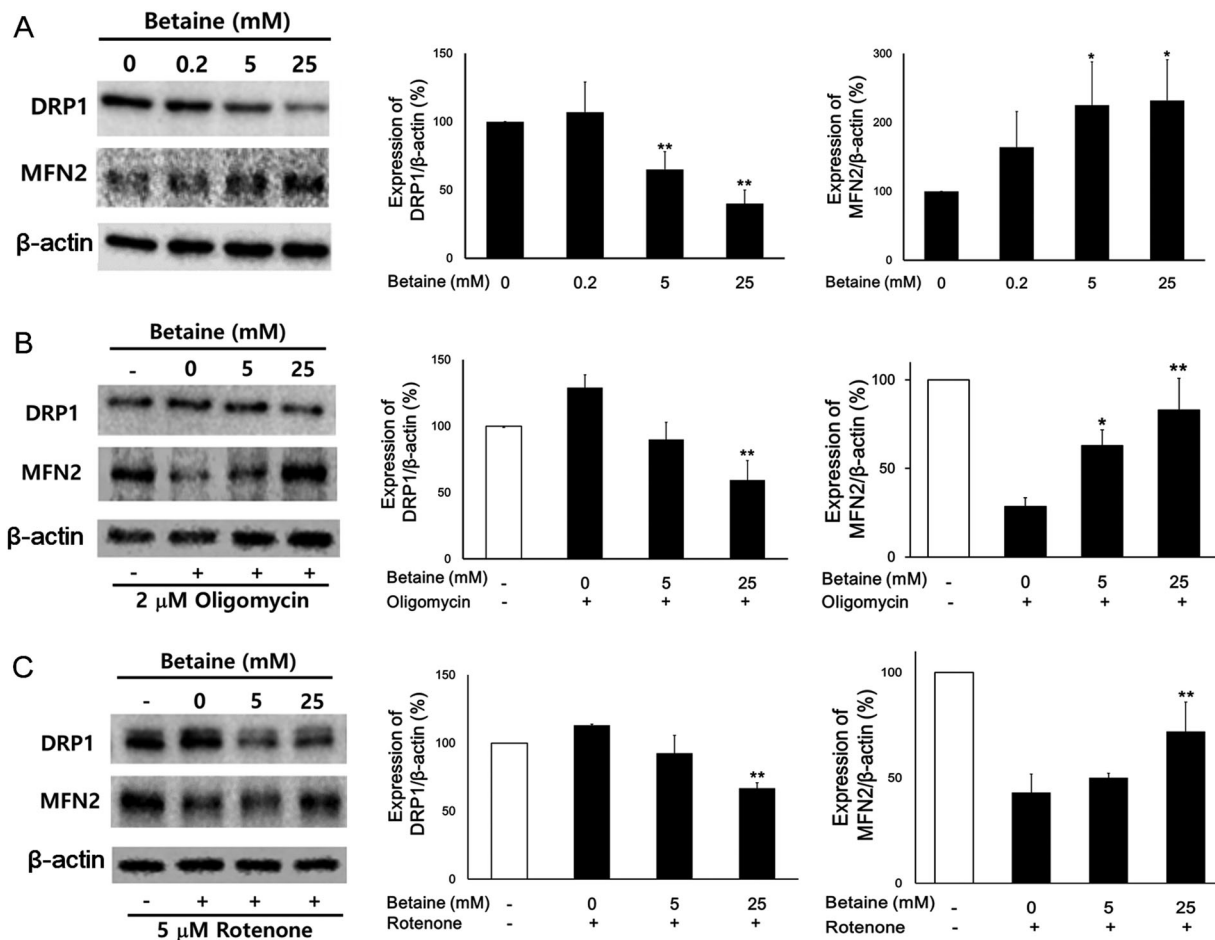 A
Betaine (mM)
0 0.2 5 25
DRP1
MFN2
β-actin
Expression of
DRP1/β-actin (%)
150
100
50
0
Betaine (mM) 0 0.2 5 25
** **
Expression of
MFN2/β-actin (%)
300
200
100
0
Betaine (mM) 0 0.2 5 25
* *
B
Betaine (mM)
- 0 5 25
DRP1
MFN2
β-actin
- + + +
2 μM Oligomycin
Expression of
DRP1/β-actin (%)
150
100
50
0
**
Betaine (mM) - 0 5 25
Oligomycin - + + +
Expression of
MFN2/β-actin (%)
100
50
0
* **
Betaine (mM) - 0 5 25
Oligomycin - + + +
C
Betaine (mM)
- 0 5 25
DRP1
MFN2
β-actin
- + + +
5 μM Rotenone
Expression of
DRP1/β-actin (%)
150
100
50
0
**
Betaine (mM) - 0 5 25
Rotenone - + + +
Expression of
MFN2/β-actin (%)
100
50
0
**
Betaine (mM) - 0 5 25
Rotenone - + + +